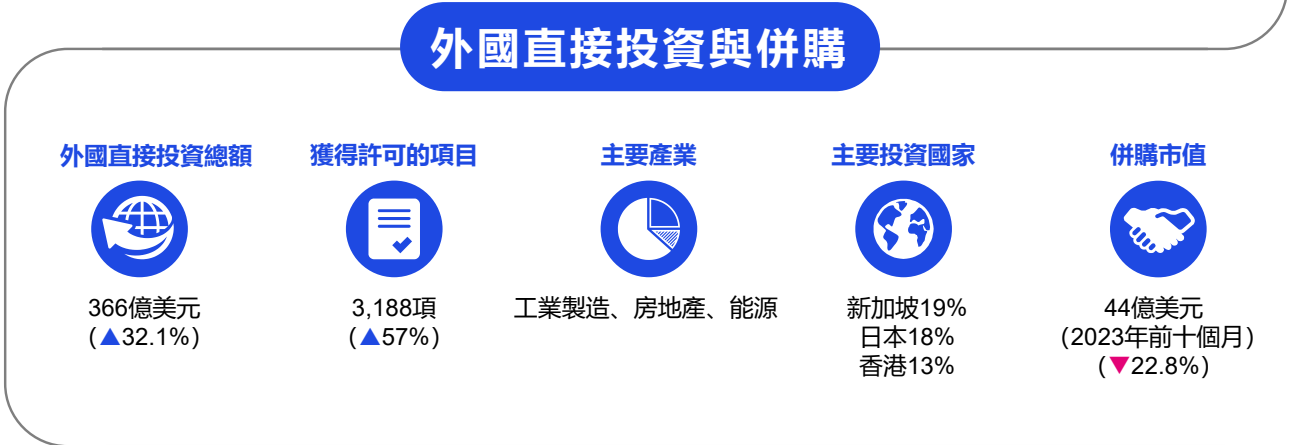 外國直接投資與併購
外國直接投資總額
366億美元
(▲32.1%)
獲得許可的項目
3,188項
(▲57%)
主要產業
工業製造、房地產、能源
主要投資國家
新加坡19%
日本18%
香港13%
併購市值
44億美元
(2023年前十個月)
(▼22.8%)